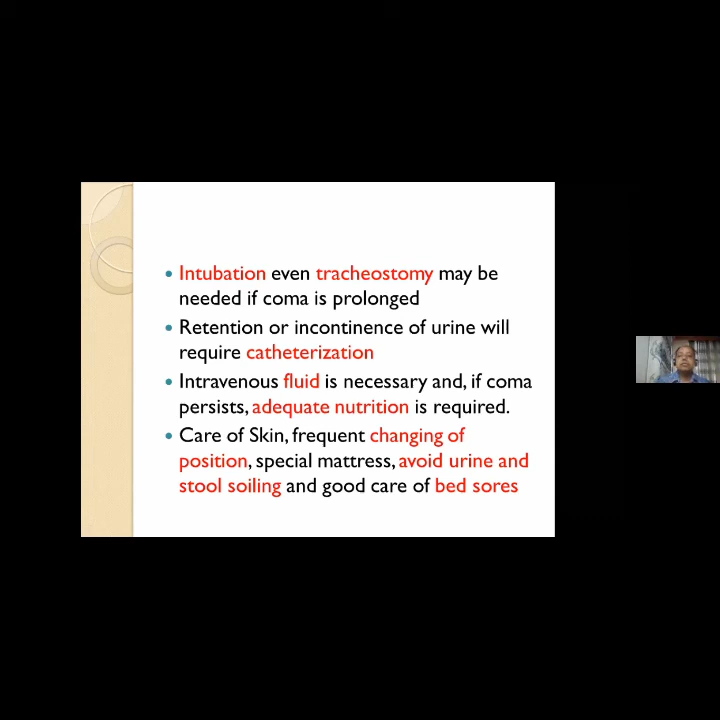 Intubation even tracheostomy may be
needed if coma is prolonged
Retention or incontinence of urine will
require catheterization
Intravenous fluid is necessary and, if coma
persists, adequate nutrition is required.
Care of Skin, frequent changing of
position, special mattress, avoid urine and
stool soiling and good care of bed sores